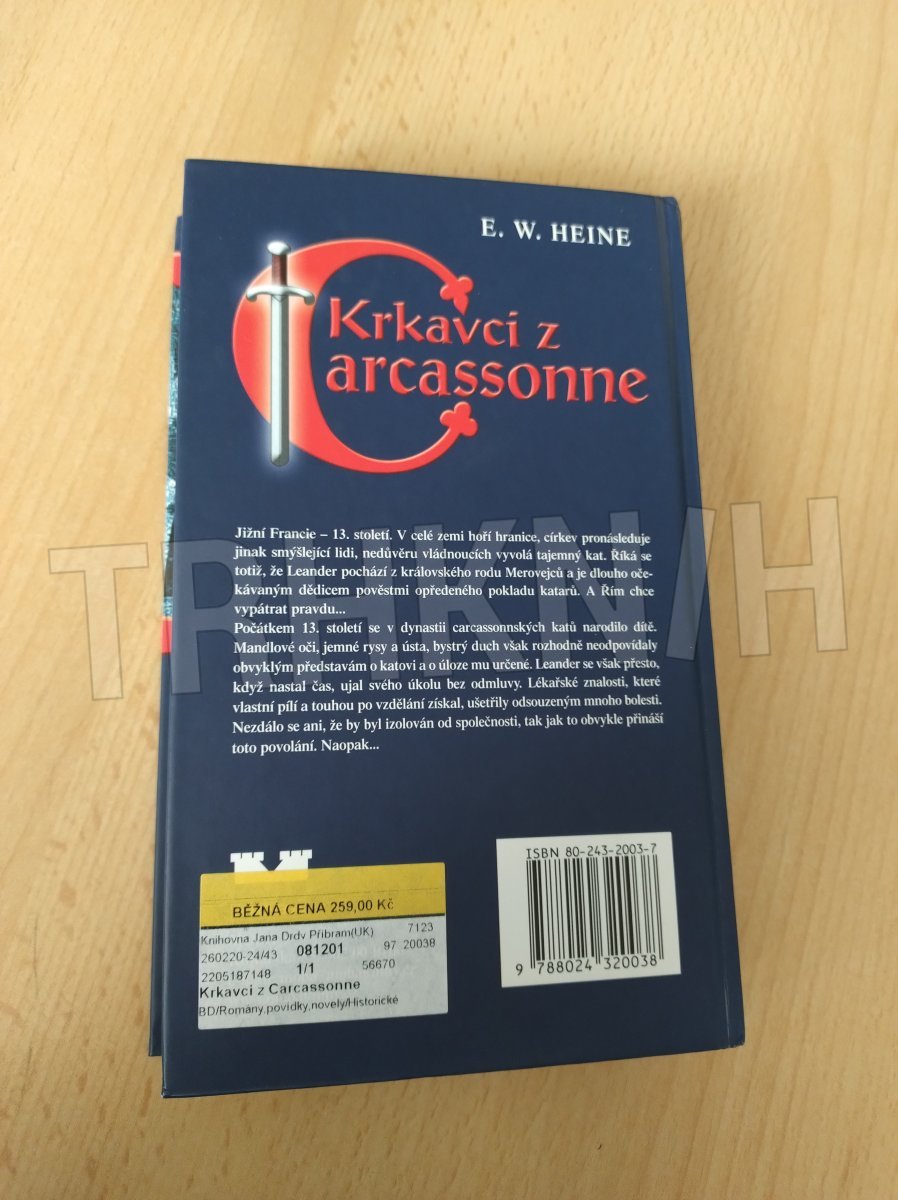 E. W. HEINE
Krkavci z
Carcassonne
Jižní Francie – 13. století. V celé zemi hoří hranice, církev pronásleduje
jinak smýšlející lidi, nedůvěru vládnoucích vyvolá tajemný kat. Říká se
totiž, že Leander pochází z královského rodu Merovejců a je dlouho oče-
kávaným dědicem pověstmi opředeného pokladu katarů. A Řím chce
vypátrat pravdu...
Počátkem 13. století se v dynastii carcassonnských katů narodilo dítě.
Mandlové oči, jemné rysy a ústa, bystrý duch však rozhodně neodpovídaly
obvyklým představám o katovi a o úloze mu určené. Leander se však přesto,
když nastal čas, ujal svého úkolu bez odmluvy. Lékařské znalosti, které
vlastní pílí a touhou po vzdělání získal, ušetřily odsouzeným mnoho bolesti.
Nezdálo se ani, že by byl izolován od společnosti, tak jak to obvykle přináší
toto povolání. Naopak...
TRHKNIH
BĚŽNÁ CENA 259,00 Kč
Knihovna Jana Drdy Příbram(UK) 7123
260220-24/43 081201 97 20038
2205187148 1/1 56670
Krkavci z Carcassonne
BD/Romány,povídky,novely/Historické
ISBN 80-243-2003-7
9 788024 320038